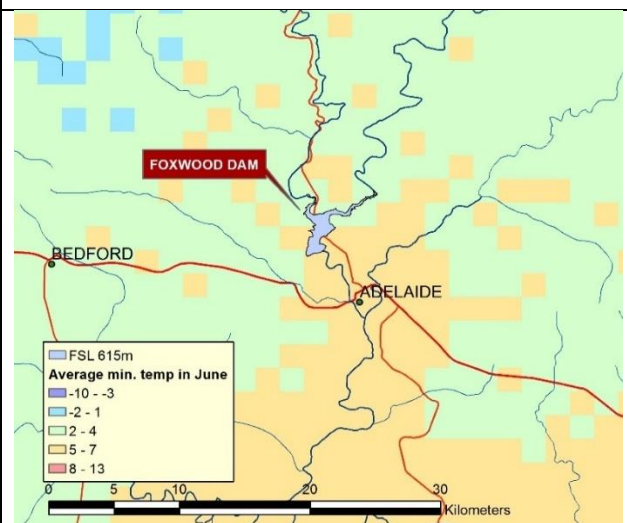 FOXWOOD DAM
BEDFORD
ADELAIDE
FSL 615m
Average min. temp in June
-10 - -3
-2 - 1
2 - 4
5 - 7
8 - 13
0 5 10 20 30
Kilometers